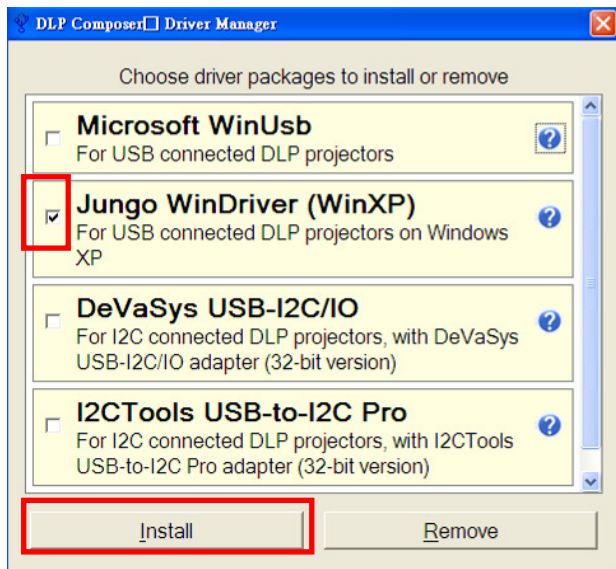 DLP Composer□ Driver Manager
Choose driver packages to install or remove
Microsoft WinUsb
For USB connected DLP projectors
Jungo WinDriver (WinXP)
For USB connected DLP projectors on Windows
XP
DeVaSys USB-I2C/IO
For I2C connected DLP projectors, with DeVaSys
USB-I2C/IO adapter (32-bit version)
I2CTools USB-to-I2C Pro
For I2C connected DLP projectors, with I2CTools
USB-to-I2C Pro adapter (32-bit version)
Install Remove